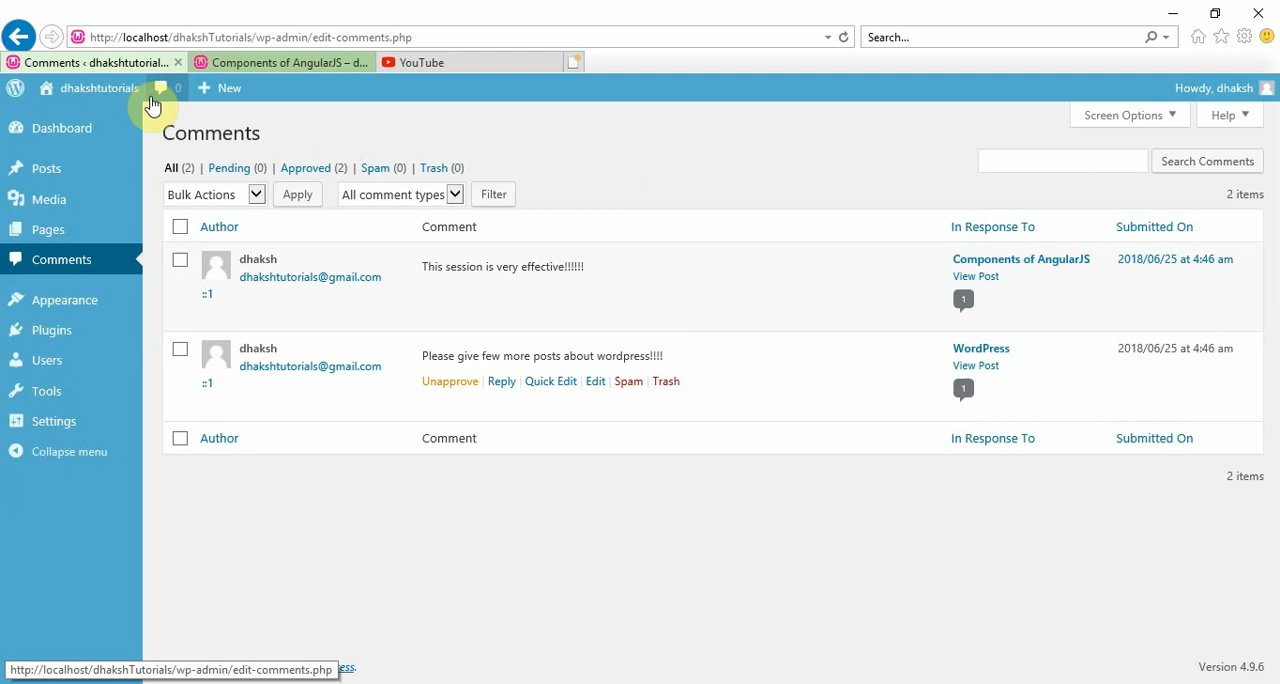 http://localhost/dhakshTutorials/wp-admin/edit-comments.php
Search...
Comments ‹ dhakshtutorial...
Components of AngularJS – d...
YouTube
dhakshtutorials
0
New
Howdy, dhaksh
Dashboard
Posts
Media
Pages
Comments
Appearance
Plugins
Users
Tools
Settings
Collapse menu
Screen Options
Help
Comments
All (2) | Pending (0) | Approved (2) | Spam (0) | Trash (0)
Search Comments
Bulk Actions
Apply
All comment types
Filter
2 items
Author
Comment
In Response To
Submitted On
dhaksh
dhakshtutorials@gmail.com
::1
This session is very effective!!!!!!
Components of AngularJS
View Post
1
2018/06/25 at 4:46 am
dhaksh
dhakshtutorials@gmail.com
::1
Please give few more posts about wordpress!!!!
Unapprove | Reply | Quick Edit | Edit | Spam | Trash
WordPress
View Post
1
2018/06/25 at 4:46 am
Author
Comment
In Response To
Submitted On
2 items
http://localhost/dhakshTutorials/wp-admin/edit-comments.php
Version 4.9.6